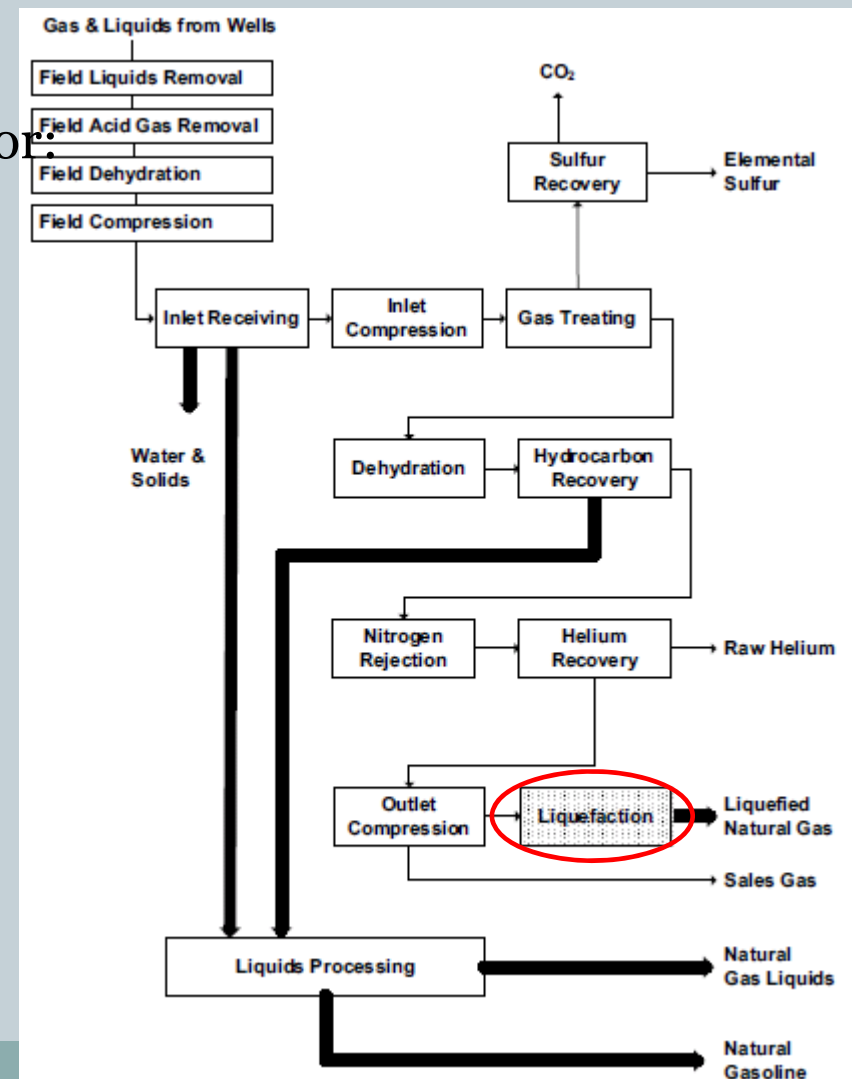 Gas & Liquids from Wells
Field Liquids Removal
Field Acid Gas Removal
or:
Field Dehydration
Field Compression
CO₂
Sulfur
Recovery
Elemental
Sulfur
Inlet Receiving
Inlet
Compression
Gas Treating
Water &
Solids
Dehydration
Hydrocarbon
Recovery
Nitrogen
Rejection
Helium
Recovery
Raw Helium
Outlet
Compression
Liquefaction
Liquefied
Natural Gas
Sales Gas
Liquids Processing
Natural
Gas Liquids
Natural
Gasoline